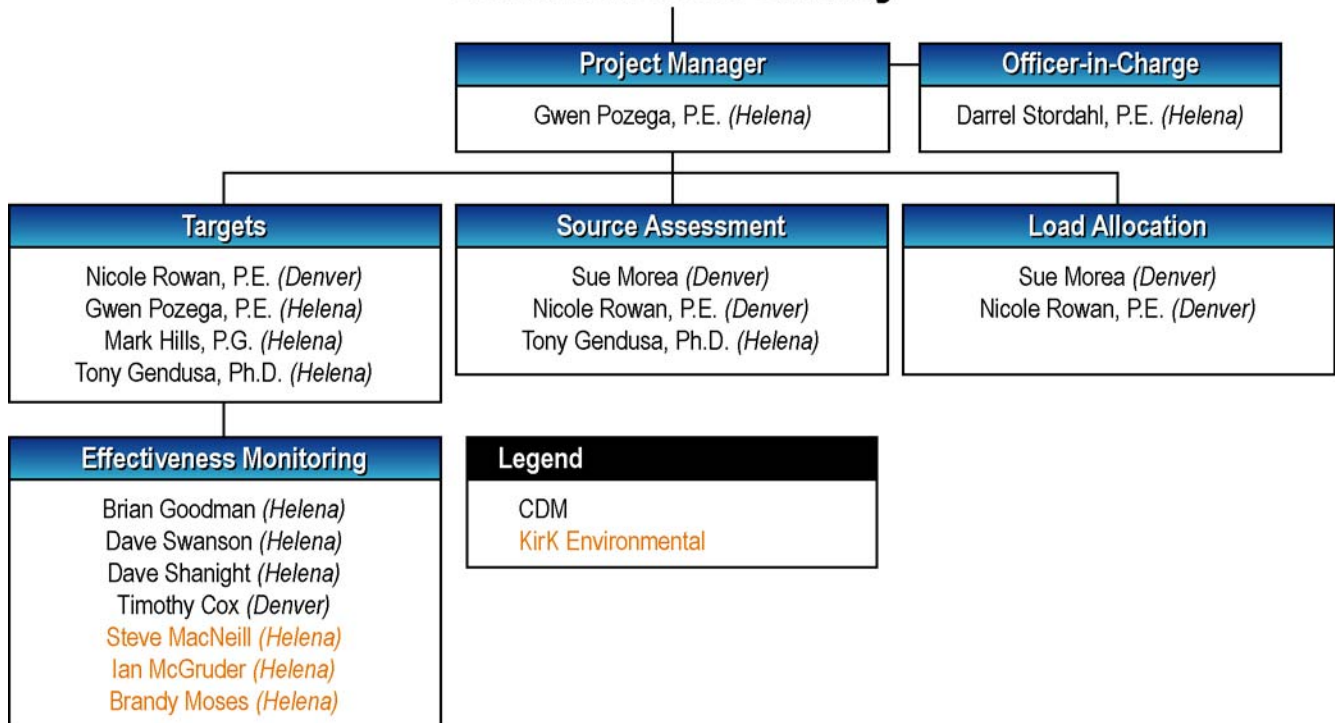 Project Manager
Gwen Pozega, P.E. (Helena)
Officer-in-Charge
Darrel Stordahl, P.E. (Helena)
Targets
Nicole Rowan, P.E. (Denver)
Gwen Pozega, P.E. (Helena)
Mark Hills, P.G. (Helena)
Tony Gendusa, Ph.D. (Helena)
Source Assessment
Sue Morea (Denver)
Nicole Rowan, P.E. (Denver)
Tony Gendusa, Ph.D. (Helena)
Load Allocation
Sue Morea (Denver)
Nicole Rowan, P.E. (Denver)
Effectiveness Monitoring
Brian Goodman (Helena)
Dave Swanson (Helena)
Dave Shanight (Helena)
Timothy Cox (Denver)
Steve MacNeill (Helena)
Ian McGruder (Helena)
Brandy Moses (Helena)
Legend
CDM
KirK Environmental